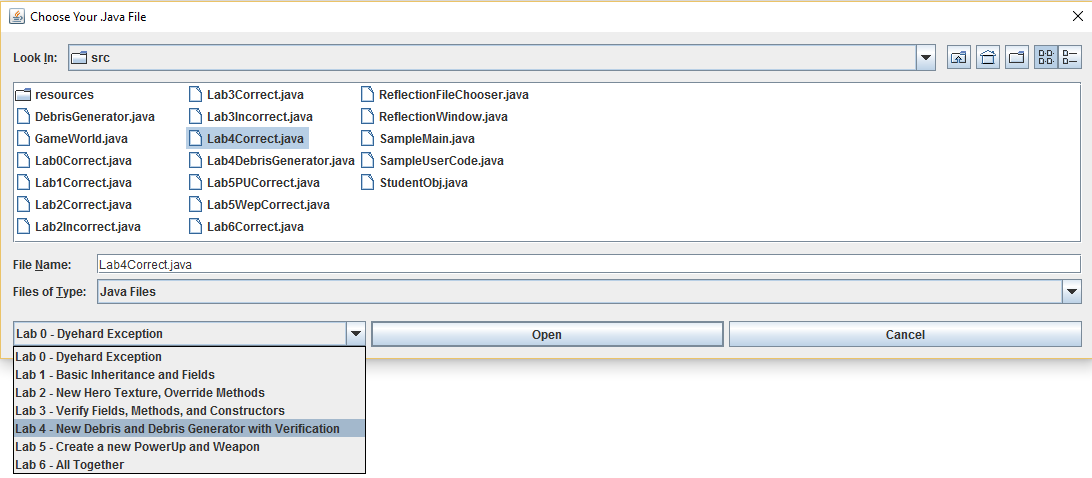 Choose Your Java File
Look In:
src
resources
DebrisGenerator.java
GameWorld.java
Lab0Correct.java
Lab1Correct.java
Lab2Correct.java
Lab2Incorrect.java
Lab3Correct.java
Lab3Incorrect.java
Lab4Correct.java
Lab4DebrisGenerator.java
Lab5PUCorrect.java
Lab5WepCorrect.java
Lab6Correct.java
ReflectionFileChooser.java
ReflectionWindow.java
SampleMain.java
SampleUserCode.java
StudentObj.java
File Name:
Lab4Correct.java
Files of Type:
Java Files
Lab 0 - Dyehard Exception
Open
Cancel
Lab 0 - Dyehard Exception
Lab 1 - Basic Inheritance and Fields
Lab 2 - New Hero Texture, Override Methods
Lab 3 - Verify Fields, Methods, and Constructors
Lab 4 - New Debris and Debris Generator with Verification
Lab 5 - Create a new PowerUp and Weapon
Lab 6 - All Together